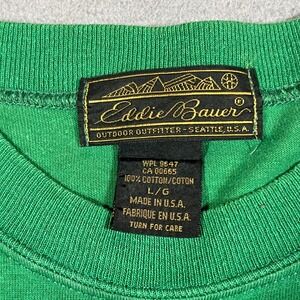 Eddie Bauer®
OUTDOOR OUTFITTER - SEATTLE, U.S.A.
WPL 9647
CA 00665
100% COTTON/COTON
L/G
MADE IN U.S.A.
FABRIQUE EN U.S.A.
TURN FOR CARE